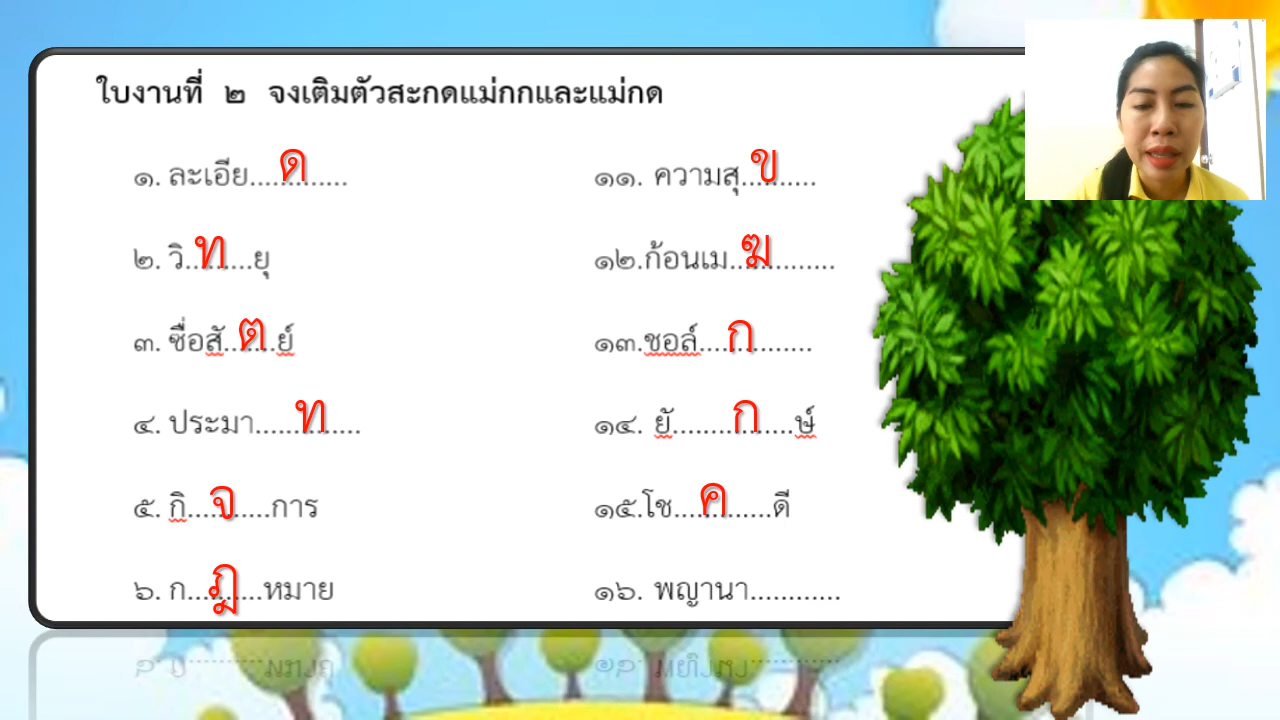 ใบงานที่ ๒ จงเติมตัวสะกดแม่กกและแม่กด
๑. ละเอีย......ด.......
๒. วิ..ท.....ยุ
๓. ซื่อสั...ต...ย์
๔. ประมา......ท.....
๕. กิ....จ.....การ
๖. ก....ฎ....หมาย
๑๑. ความสุ..ข.....
๑๒.ก้อนเม..ฆ..........
๑๓.ชอล์....ก..........
๑๔. ยั.........ก......ษ์
๑๕.โช....ค.......ดี
๑๖. พญานา............